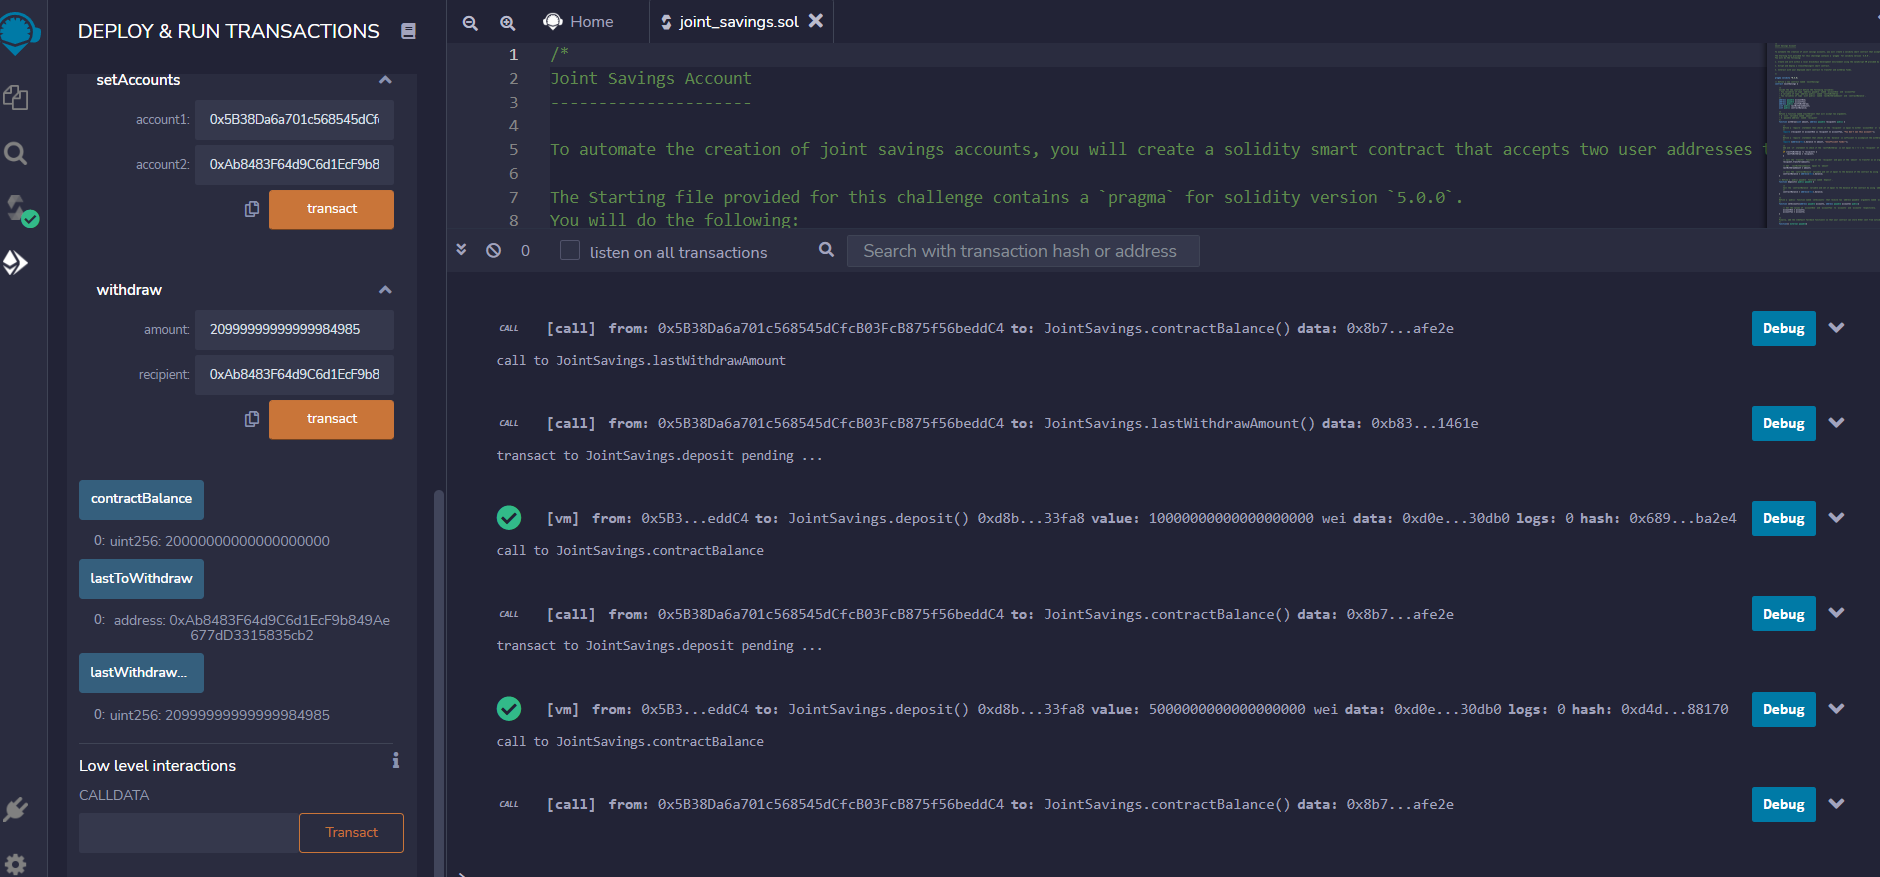 DEPLOY & RUN TRANSACTIONS
setAccounts
account1: 0x5B38Da6a701c568545dCf
account2: 0xAb8483F64d9C6d1EcF9b8
transact
withdraw
amount: 20999999999999984985
recipient: 0xAb8483F64d9C6d1EcF9b8
transact
contractBalance
0: uint256: 20000000000000000000
lastToWithdraw
0: address: 0xAb8483F64d9C6d1EcF9b849Ae
677dD3315835cb2
lastWithdraw...
0: uint256: 20999999999999984985
Low level interactions
i
CALLDATA
Transact
Home
joint_savings.sol
1 /*
2 Joint Savings Account
3 ---------------------
4
5 To automate the creation of joint savings accounts, you will create a solidity smart contract that accepts two user addresses
6
7 The Starting file provided for this challenge contains a `pragma` for solidity version `5.0.0`.
8 You will do the following:
0 listen on all transactions Search with transaction hash or address
CALL [call] from: 0x5B38Da6a701c568545dCfcB03FcB875f56beddC4 to: JointSavings.contractBalance() data: 0x8b7...afe2e Debug
call to JointSavings.lastWithdrawAmount
CALL [call] from: 0x5B38Da6a701c568545dCfcB03FcB875f56beddC4 to: JointSavings.lastWithdrawAmount() data: 0xb83...1461e Debug
transact to JointSavings.deposit pending ...
[vm] from: 0x5B3...eddC4 to: JointSavings.deposit() 0xd8b...33fa8 value: 10000000000000000000 wei data: 0xd0e...30db0 logs: 0 hash: 0x689...ba2e4 Debug
call to JointSavings.contractBalance
CALL [call] from: 0x5B38Da6a701c568545dCfcB03FcB875f56beddC4 to: JointSavings.contractBalance() data: 0x8b7...afe2e Debug
transact to JointSavings.deposit pending ...
[vm] from: 0x5B3...eddC4 to: JointSavings.deposit() 0xd8b...33fa8 value: 5000000000000000000 wei data: 0xd0e...30db0 logs: 0 hash: 0xd4d...88170 Debug
call to JointSavings.contractBalance
CALL [call] from: 0x5B38Da6a701c568545dCfcB03FcB875f56beddC4 to: JointSavings.contractBalance() data: 0x8b7...afe2e Debug